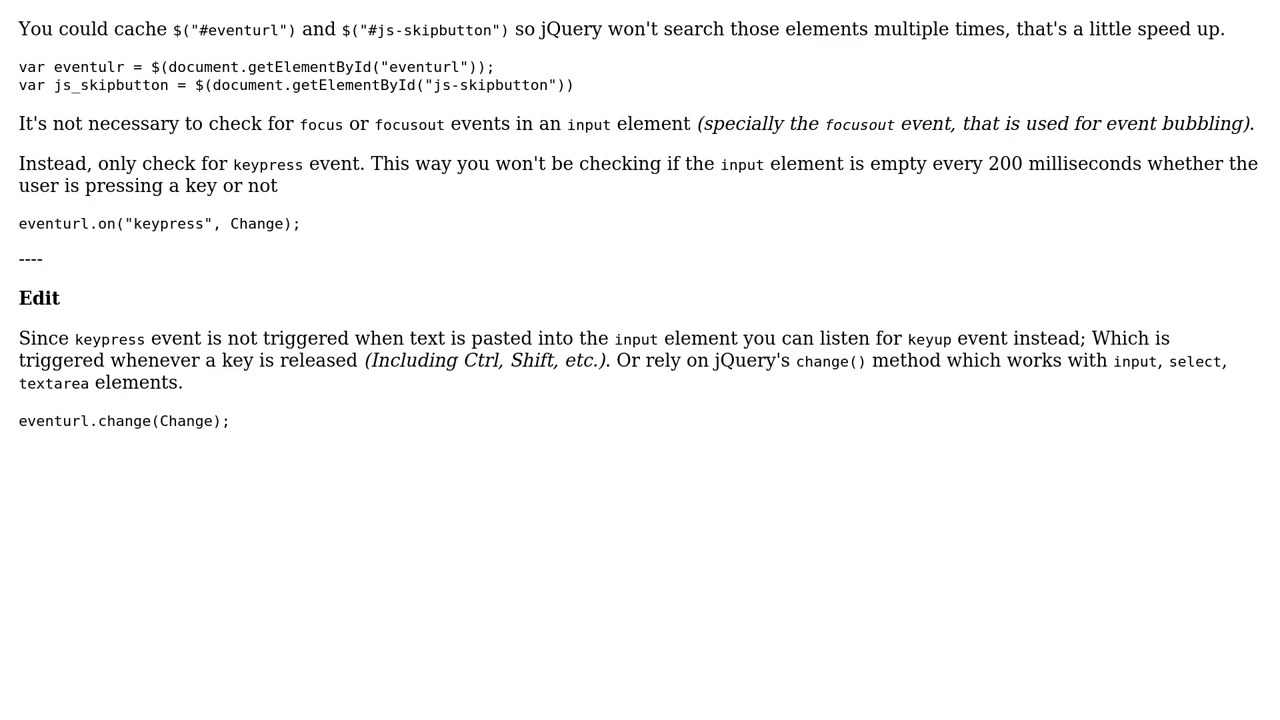 You could cache $("#eventurl") and $("#js-skipbutton") so jQuery won't search those elements multiple times, that's a little speed up.
var eventulr = $(document.getElementById("eventurl"));
var js_skipbutton = $(document.getElementById("js-skipbutton"))
It's not necessary to check for focus or focusout events in an input element (specially the focusout event, that is used for event bubbling).
Instead, only check for keypress event. This way you won't be checking if the input element is empty every 200 milliseconds whether the
user is pressing a key or not
eventurl.on("keypress", Change);
----
Edit
Since keypress event is not triggered when text is pasted into the input element you can listen for keyup event instead; Which is
triggered whenever a key is released (Including Ctrl, Shift, etc.). Or rely on jQuery's change() method which works with input, select,
textarea elements.
eventurl.change(Change);